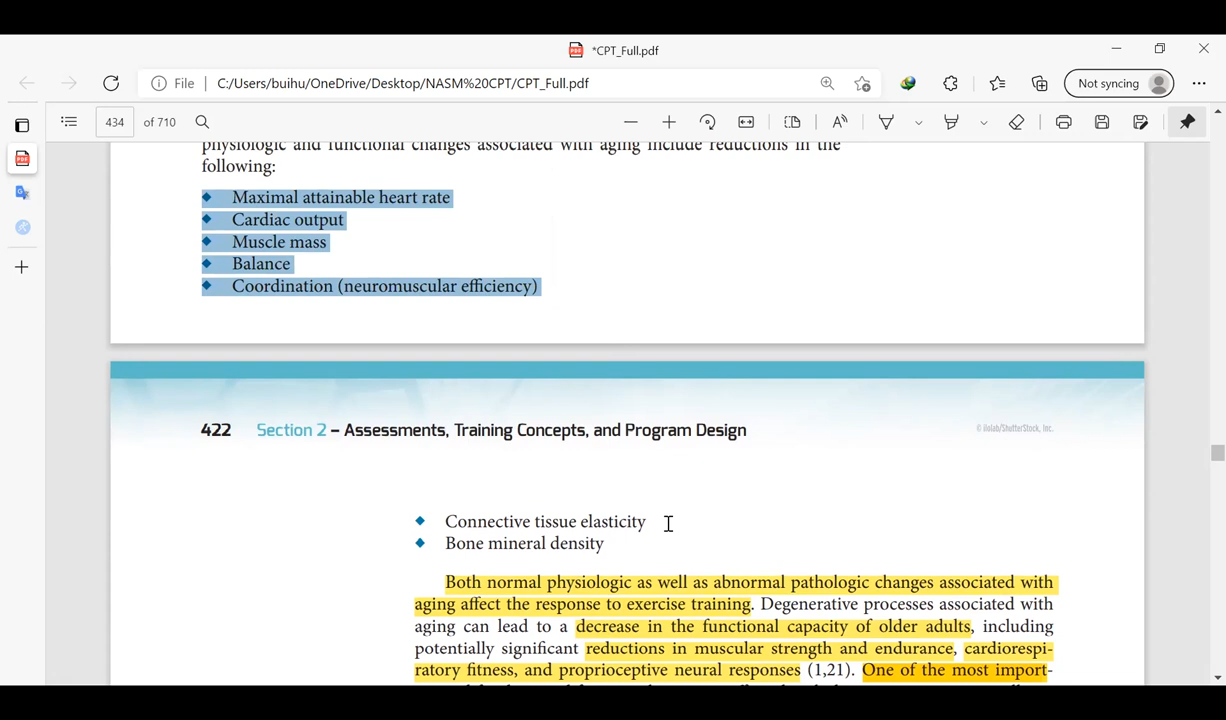 *CPT_Full.pdf
File | C:/Users/buihu/OneDrive/Desktop/NASM%20CPT/CPT_Full.pdf
Not syncing
434 of 710
physiologic and functional changes associated with aging include reductions in the
following:
◆ Maximal attainable heart rate
◆ Cardiac output
◆ Muscle mass
◆ Balance
◆ Coordination (neuromuscular efficiency)
422 Section 2 – Assessments, Training Concepts, and Program Design
© ilolab/ShutterStock, Inc.
◆ Connective tissue elasticity
◆ Bone mineral density
Both normal physiologic as well as abnormal pathologic changes associated with
aging affect the response to exercise training. Degenerative processes associated with
aging can lead to a decrease in the functional capacity of older adults, including
potentially significant reductions in muscular strength and endurance, cardiorespi-
ratory fitness, and proprioceptive neural responses (1,21). One of the most import-